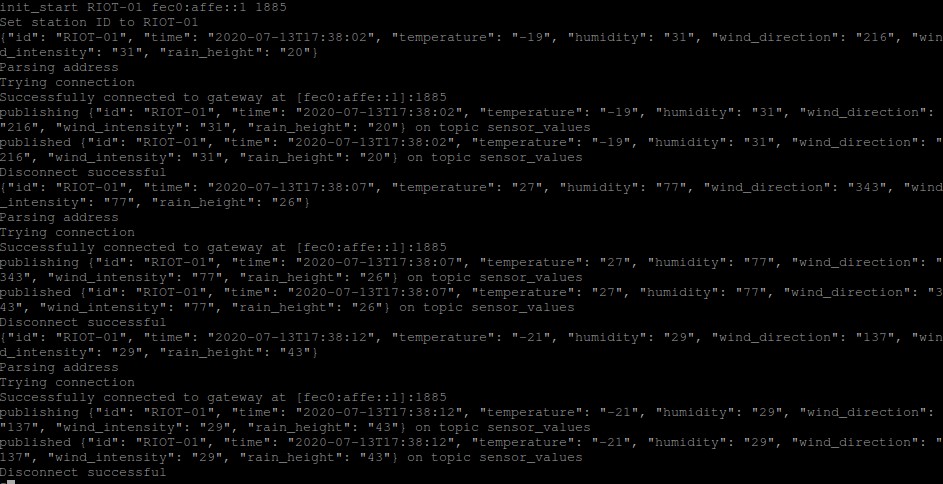 init_start RIOT-01 fec0:affe::1 1885
Set station ID to RIOT-01
{"id": "RIOT-01", "time": "2020-07-13T17:38:02", "temperature": "-19", "humidity": "31", "wind_direction": "216", "win
d_intensity": "31", "rain_height": "20"}
Parsing address
Trying connection
Successfully connected to gateway at [fec0:affe::1]:1885
publishing {"id": "RIOT-01", "time": "2020-07-13T17:38:02", "temperature": "-19", "humidity": "31", "wind_direction":
"216", "wind_intensity": "31", "rain_height": "20"} on topic sensor_values
published {"id": "RIOT-01", "time": "2020-07-13T17:38:02", "temperature": "-19", "humidity": "31", "wind_direction": "
216", "wind_intensity": "31", "rain_height": "20"} on topic sensor_values
Disconnect successful
{"id": "RIOT-01", "time": "2020-07-13T17:38:07", "temperature": "27", "humidity": "77", "wind_direction": "343", "wind
_intensity": "77", "rain_height": "26"}
Parsing address
Trying connection
Successfully connected to gateway at [fec0:affe::1]:1885
publishing {"id": "RIOT-01", "time": "2020-07-13T17:38:07", "temperature": "27", "humidity": "77", "wind_direction": "
343", "wind_intensity": "77", "rain_height": "26"} on topic sensor_values
published {"id": "RIOT-01", "time": "2020-07-13T17:38:07", "temperature": "27", "humidity": "77", "wind_direction": "3
43", "wind_intensity": "77", "rain_height": "26"} on topic sensor_values
Disconnect successful
{"id": "RIOT-01", "time": "2020-07-13T17:38:12", "temperature": "-21", "humidity": "29", "wind_direction": "137", "win
d_intensity": "29", "rain_height": "43"}
Parsing address
Trying connection
Successfully connected to gateway at [fec0:affe::1]:1885
publishing {"id": "RIOT-01", "time": "2020-07-13T17:38:12", "temperature": "-21", "humidity": "29", "wind_direction":
"137", "wind_intensity": "29", "rain_height": "43"} on topic sensor_values
published {"id": "RIOT-01", "time": "2020-07-13T17:38:12", "temperature": "-21", "humidity": "29", "wind_direction": "
137", "wind_intensity": "29", "rain_height": "43"} on topic sensor_values
Disconnect successful